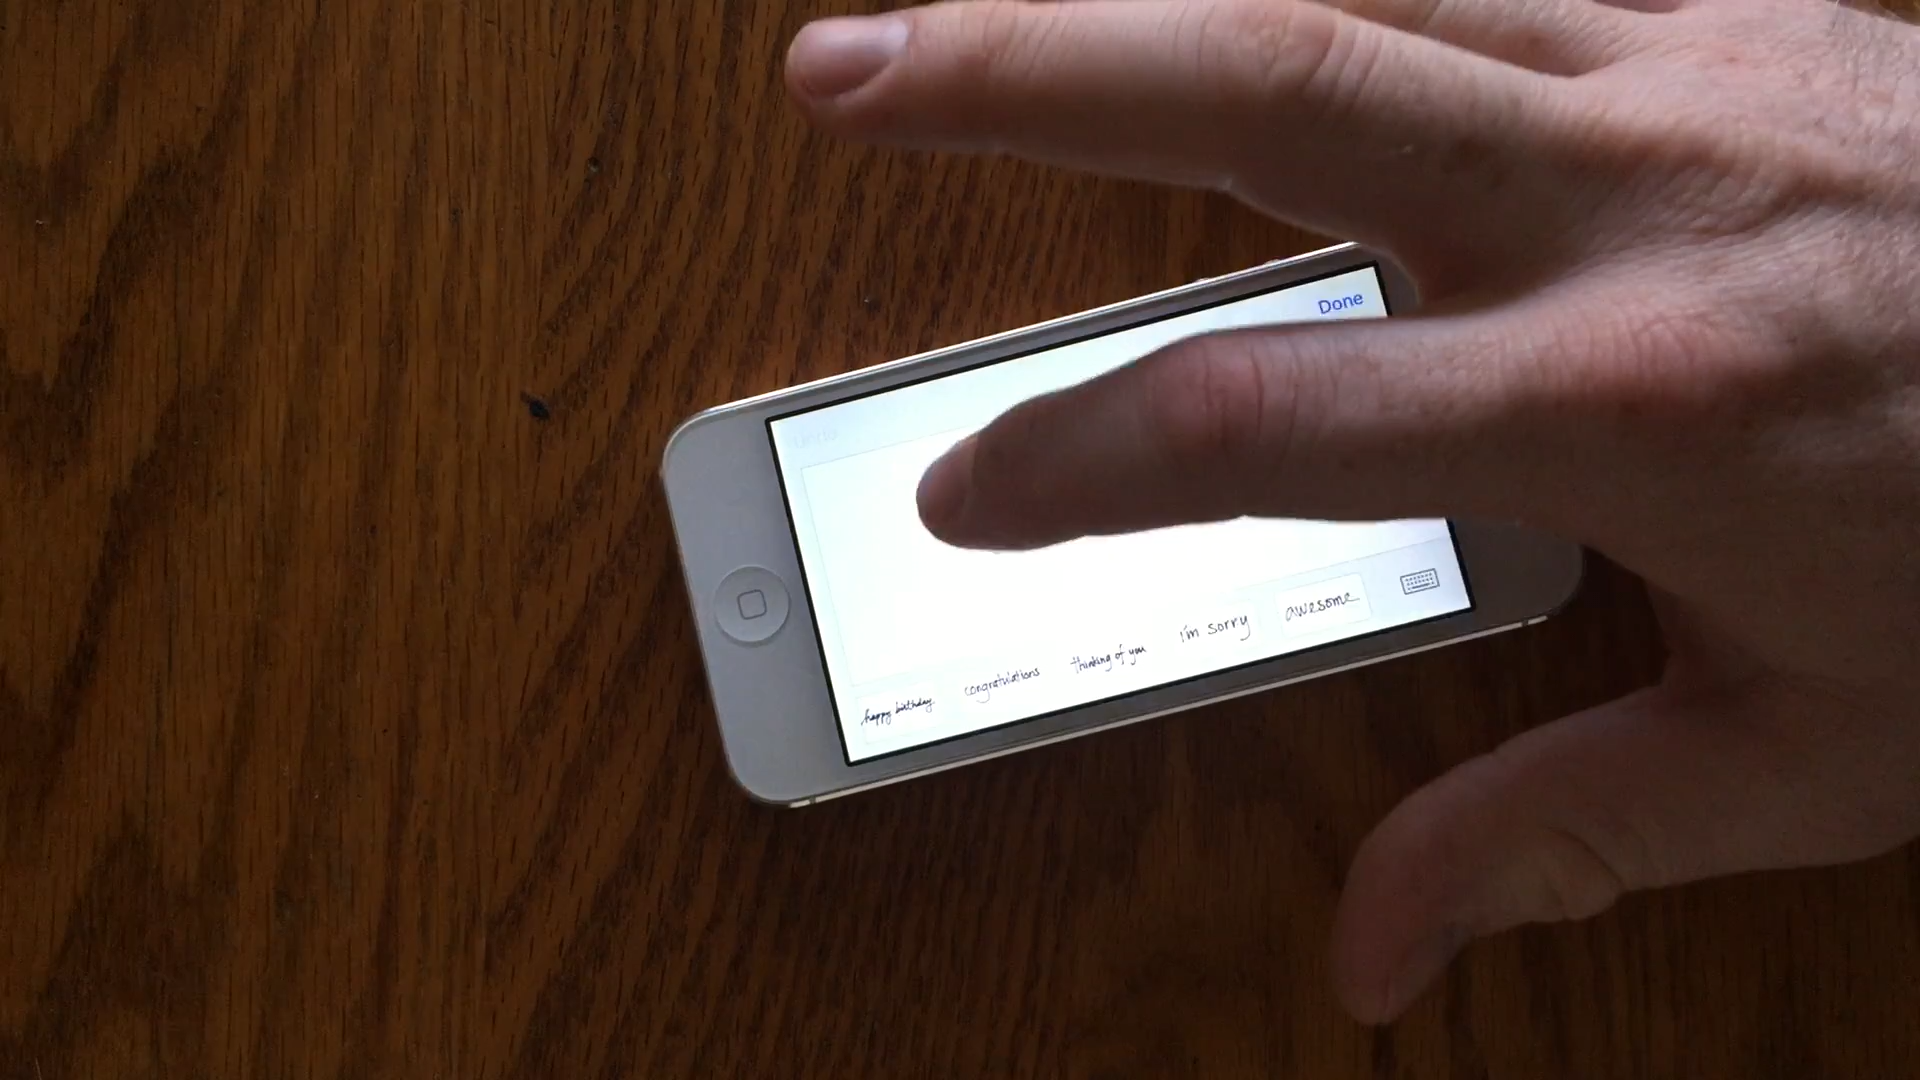 Done
Undo
happy birthday
congratulations
thinking of you
i'm sorry
awesome